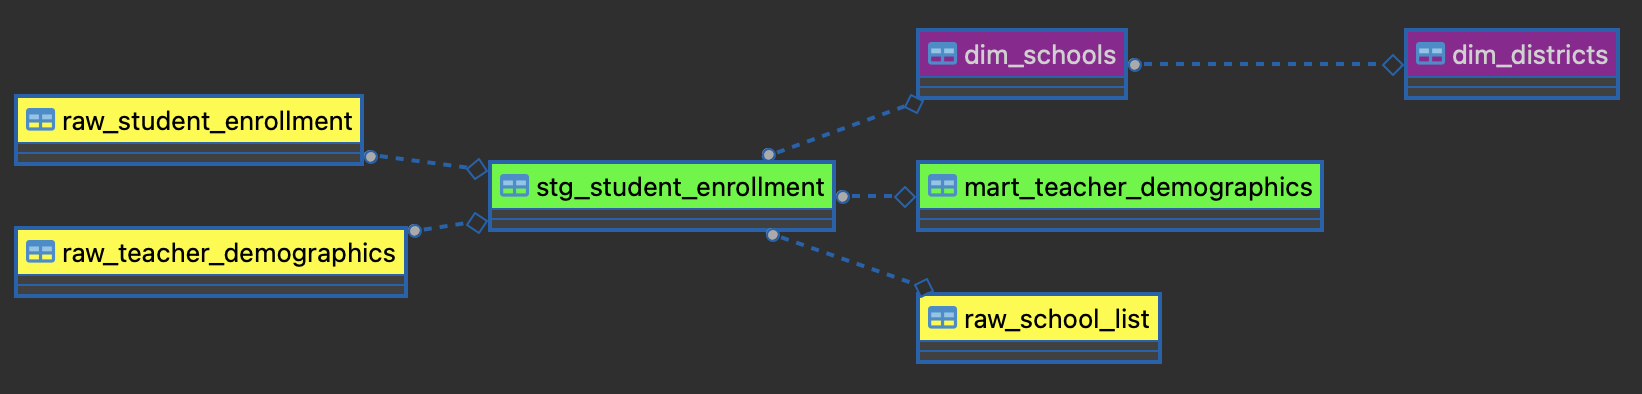 dim_schools
dim_districts
raw_student_enrollment
stg_student_enrollment
mart_teacher_demographics
raw_teacher_demographics
raw_school_list